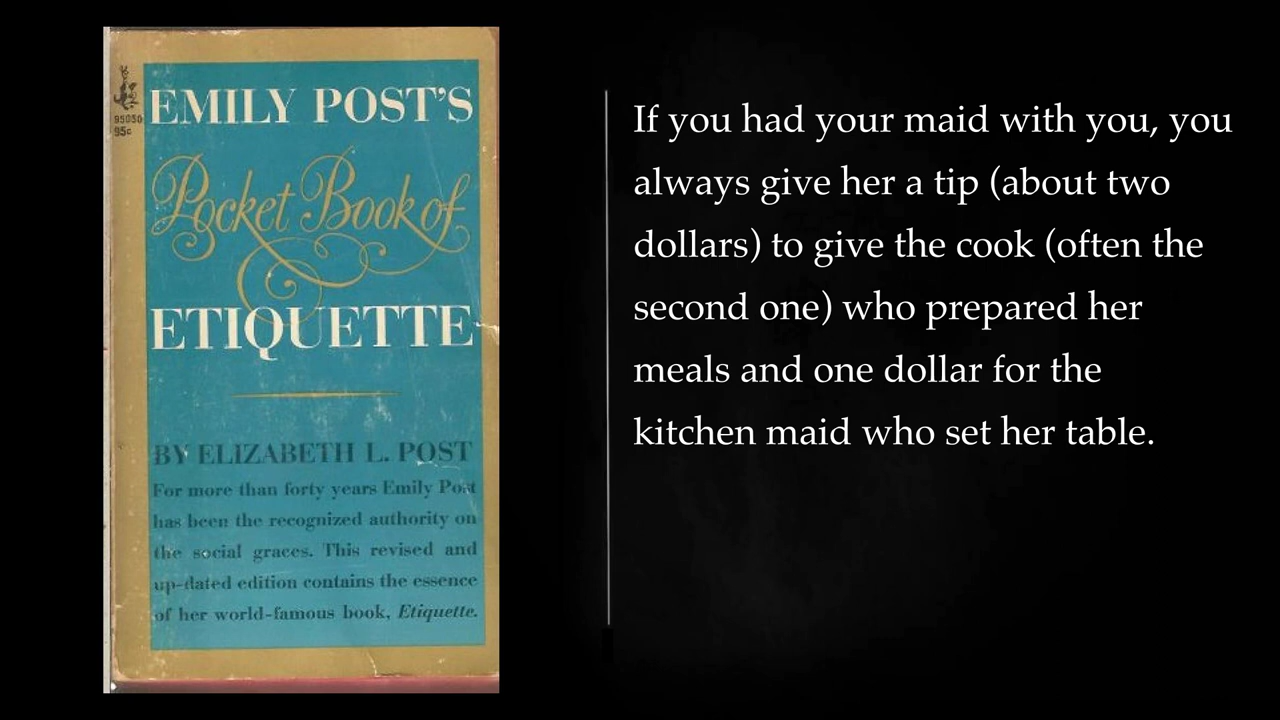 EMILY POST'S
Pocket Book of
ETIQUETTE
95050
95c
BY ELIZABETH L. POST
For more than forty years Emily Post
has been the recognized authority on
the social graces. This revised and
up-dated edition contains the essence
of her world-famous book, Etiquette.
If you had your maid with you, you
always give her a tip (about two
dollars) to give the cook (often the
second one) who prepared her
meals and one dollar for the
kitchen maid who set her table.